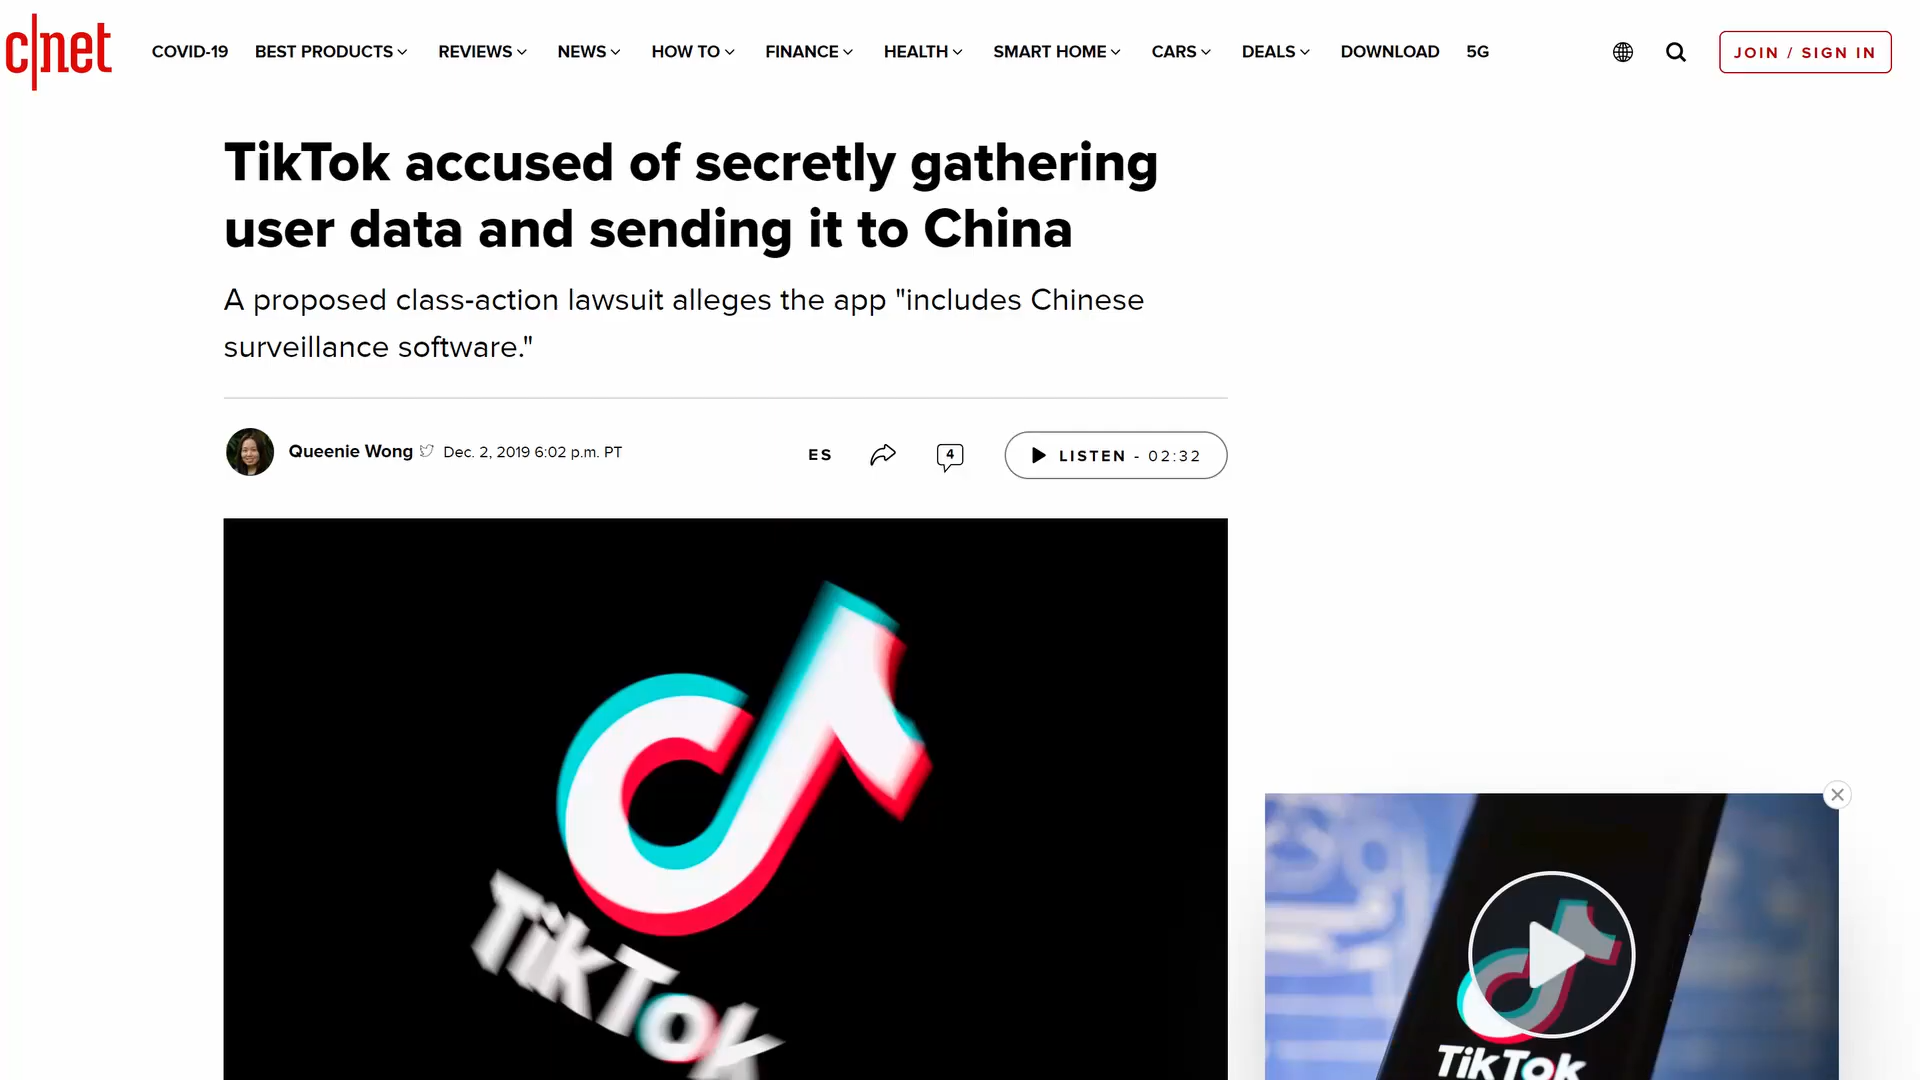 c|net
COVID-19 BEST PRODUCTS REVIEWS NEWS HOW TO FINANCE HEALTH SMART HOME CARS DEALS DOWNLOAD 5G JOIN / SIGN IN
TikTok accused of secretly gathering
user data and sending it to China
A proposed class-action lawsuit alleges the app "includes Chinese
surveillance software."
Queenie Wong Dec. 2, 2019 6:02 p.m. PT ES 4 LISTEN - 02:32
TikTok
TikTok